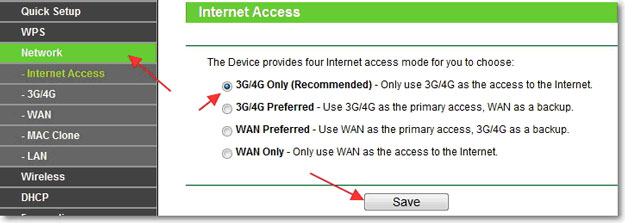 Quick Setup
WPS
Network
- Internet Access
- 3G/4G
- WAN
- MAC Clone
- LAN
Wireless
DHCP
Internet Access
The Device provides four Internet access mode for you to choose:
3G/4G Only (Recommended) - Only use 3G/4G as the access to the Internet.
3G/4G Preferred - Use 3G/4G as the primary access, WAN as a backup.
WAN Preferred - Use WAN as the primary access, 3G/4G as a backup.
WAN Only - Only use WAN as the access to the Internet.
Save